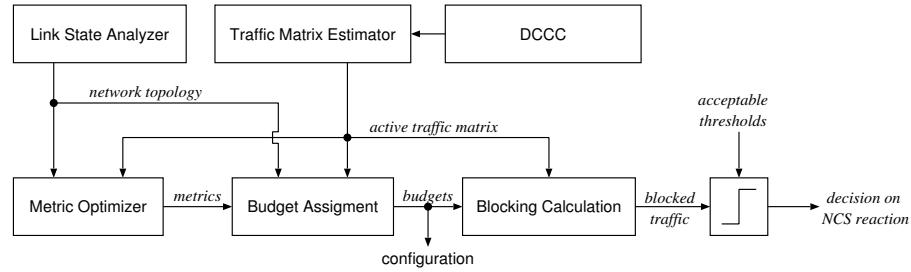 Link State Analyzer
Traffic Matrix Estimator
DCCC
network topology
active traffic matrix
acceptable
thresholds
Metric Optimizer
metrics
Budget Assigment
budgets
Blocking Calculation
blocked
traffic
decision on
NCS reaction
configuration